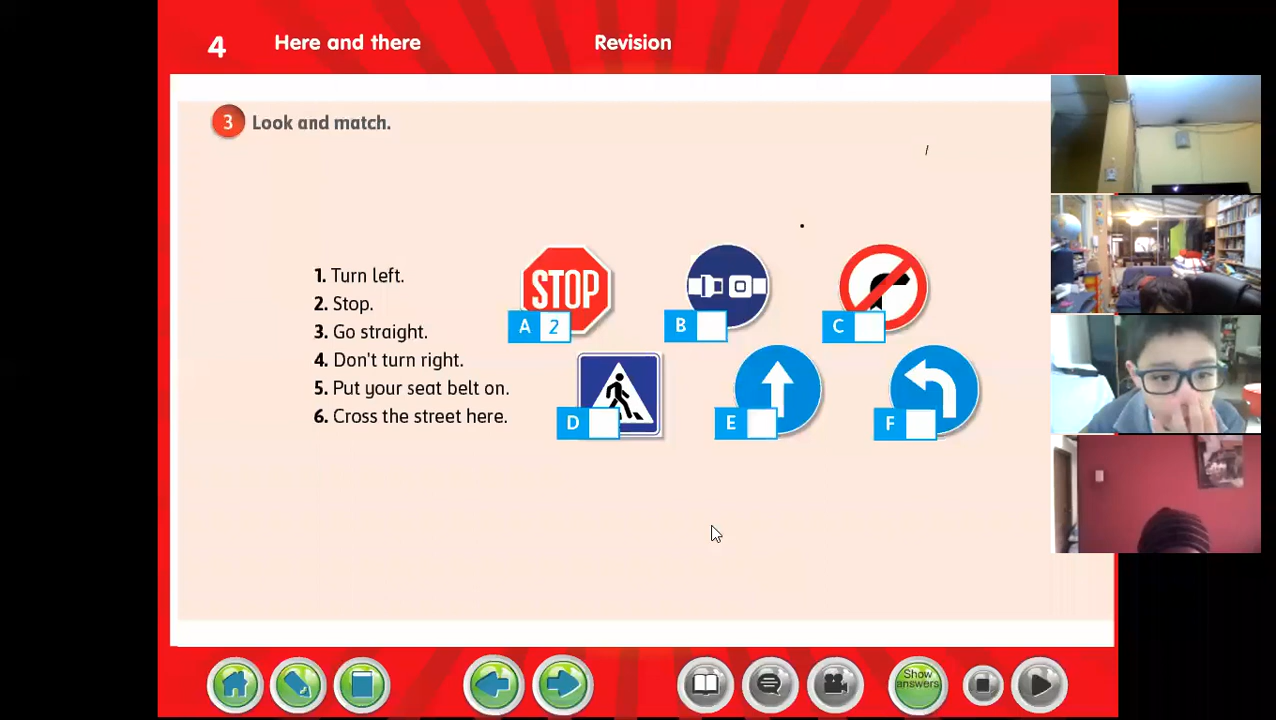 4 Here and there Revision
3 Look and match.
1. Turn left.
2. Stop.
3. Go straight.
4. Don't turn right.
5. Put your seat belt on.
6. Cross the street here.
STOP
A 2 B C
D E F
Show
answers